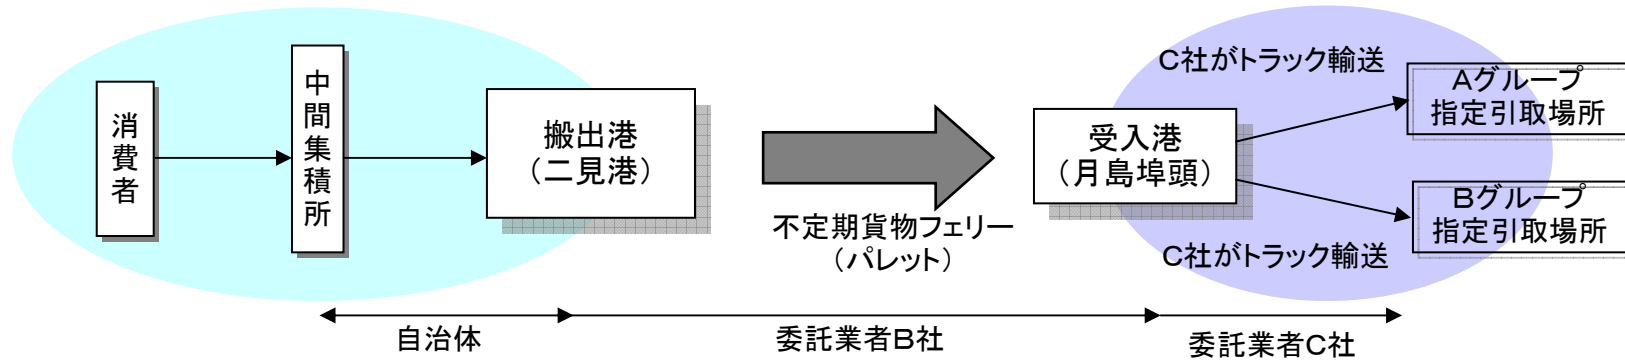 消費者
中間集積所
搬出港
（二見港）
不定期貨物フェリー
（パレット）
受入港
（月島埠頭）
C社がトラック輸送
C社がトラック輸送
Aグループ
指定引取場所
Bグループ
指定引取場所
自治体
委託業者B社
委託業者C社